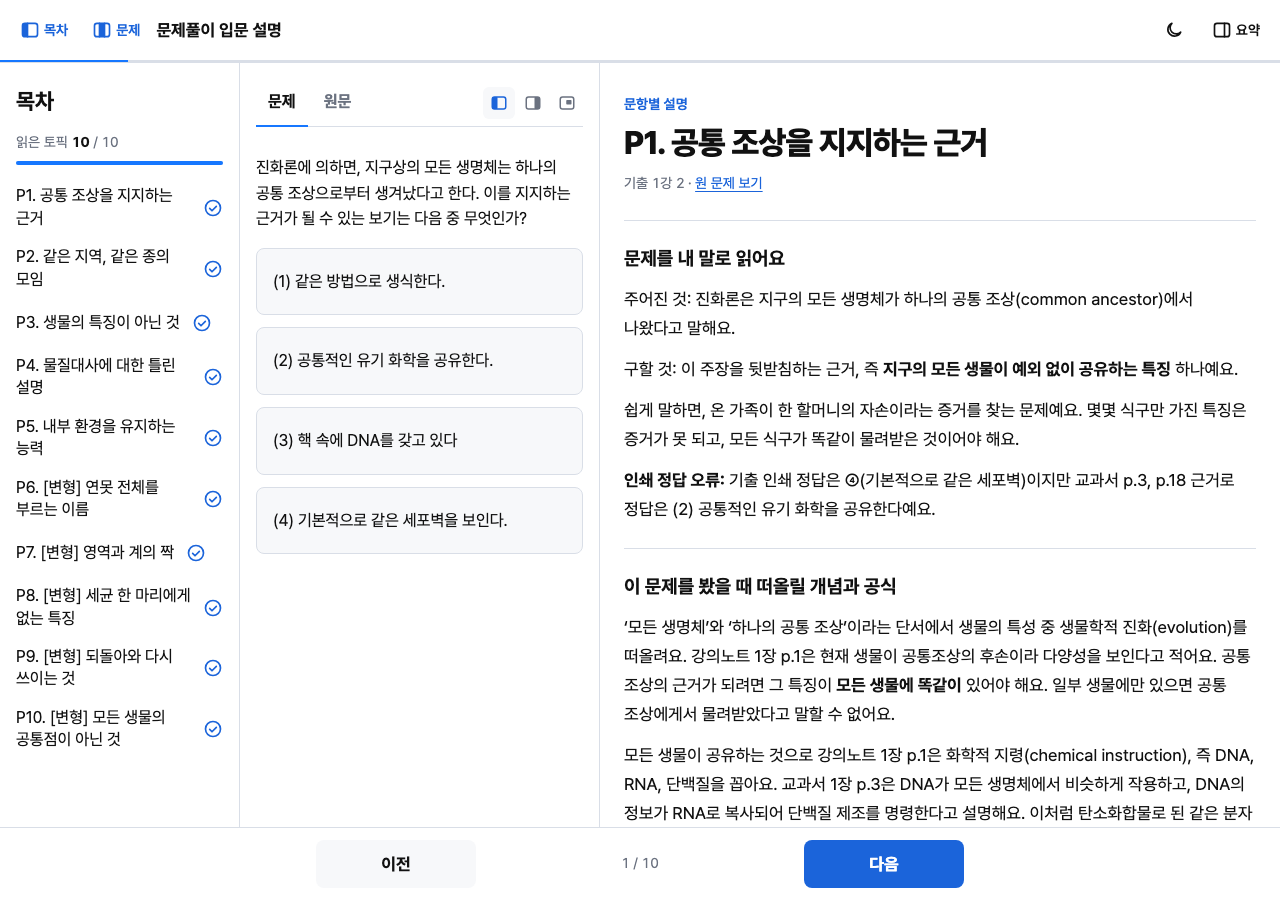 목차
문제
문제풀이 입문 설명
요약
목차
읽은 토픽 10 / 10
P1. 공통 조상을 지지하는
근거
P2. 같은 지역, 같은 종의
모임
P3. 생물의 특징이 아닌 것
P4. 물질대사에 대한 틀린
설명
P5. 내부 환경을 유지하는
능력
P6. [변형] 연못 전체를
부르는 이름
P7. [변형] 영역과 계의 짝
P8. [변형] 세균 한 마리에게
없는 특징
P9. [변형] 되돌아와 다시
쓰이는 것
P10. [변형] 모든 생물의
공통점이 아닌 것
문제
원문
진화론에 의하면, 지구상의 모든 생명체는 하나의
공통 조상으로부터 생겨났다고 한다. 이를 지지하는
근거가 될 수 있는 보기는 다음 중 무엇인가?
(1) 같은 방법으로 생식한다.
(2) 공통적인 유기 화학을 공유한다.
(3) 핵 속에 DNA를 갖고 있다
(4) 기본적으로 같은 세포벽을 보인다.
문항별 설명
P1. 공통 조상을 지지하는 근거
기출 1강 2 · 원 문제 보기
문제를 내 말로 읽어요
주어진 것: 진화론은 지구의 모든 생명체가 하나의 공통 조상(common ancestor)에서
나왔다고 말해요.
구할 것: 이 주장을 뒷받침하는 근거, 즉 지구의 모든 생물이 예외 없이 공유하는 특징 하나예요.
쉽게 말하면, 온 가족이 한 할머니의 자손이라는 증거를 찾는 문제예요. 몇몇 식구만 가진 특징은
증거가 못 되고, 모든 식구가 똑같이 물려받은 것이어야 해요.
인쇄 정답 오류: 기출 인쇄 정답은 ④(기본적으로 같은 세포벽)이지만 교과서 p.3, p.18 근거로
정답은 (2) 공통적인 유기 화학을 공유한다예요.
이 문제를 봤을 때 떠올릴 개념과 공식
‘모든 생명체’와 ‘하나의 공통 조상’이라는 단서에서 생물의 특성 중 생물학적 진화(evolution)를
떠올려요. 강의노트 1장 p.1은 현재 생물이 공통조상의 후손이라 다양성을 보인다고 적어요. 공통
조상의 근거가 되려면 그 특징이 모든 생물에 똑같이 있어야 해요. 일부 생물에만 있으면 공통
조상에게서 물려받았다고 말할 수 없어요.
모든 생물이 공유하는 것으로 강의노트 1장 p.1은 화학적 지령(chemical instruction), 즉 DNA,
RNA, 단백질을 꼽아요. 교과서 1장 p.3은 DNA가 모든 생명체에서 비슷하게 작용하고, DNA의
정보가 RNA로 복사되어 단백질 제조를 명령한다고 설명해요. 이처럼 탄소화합물로 된 같은 분자
이전
1 / 10
다음